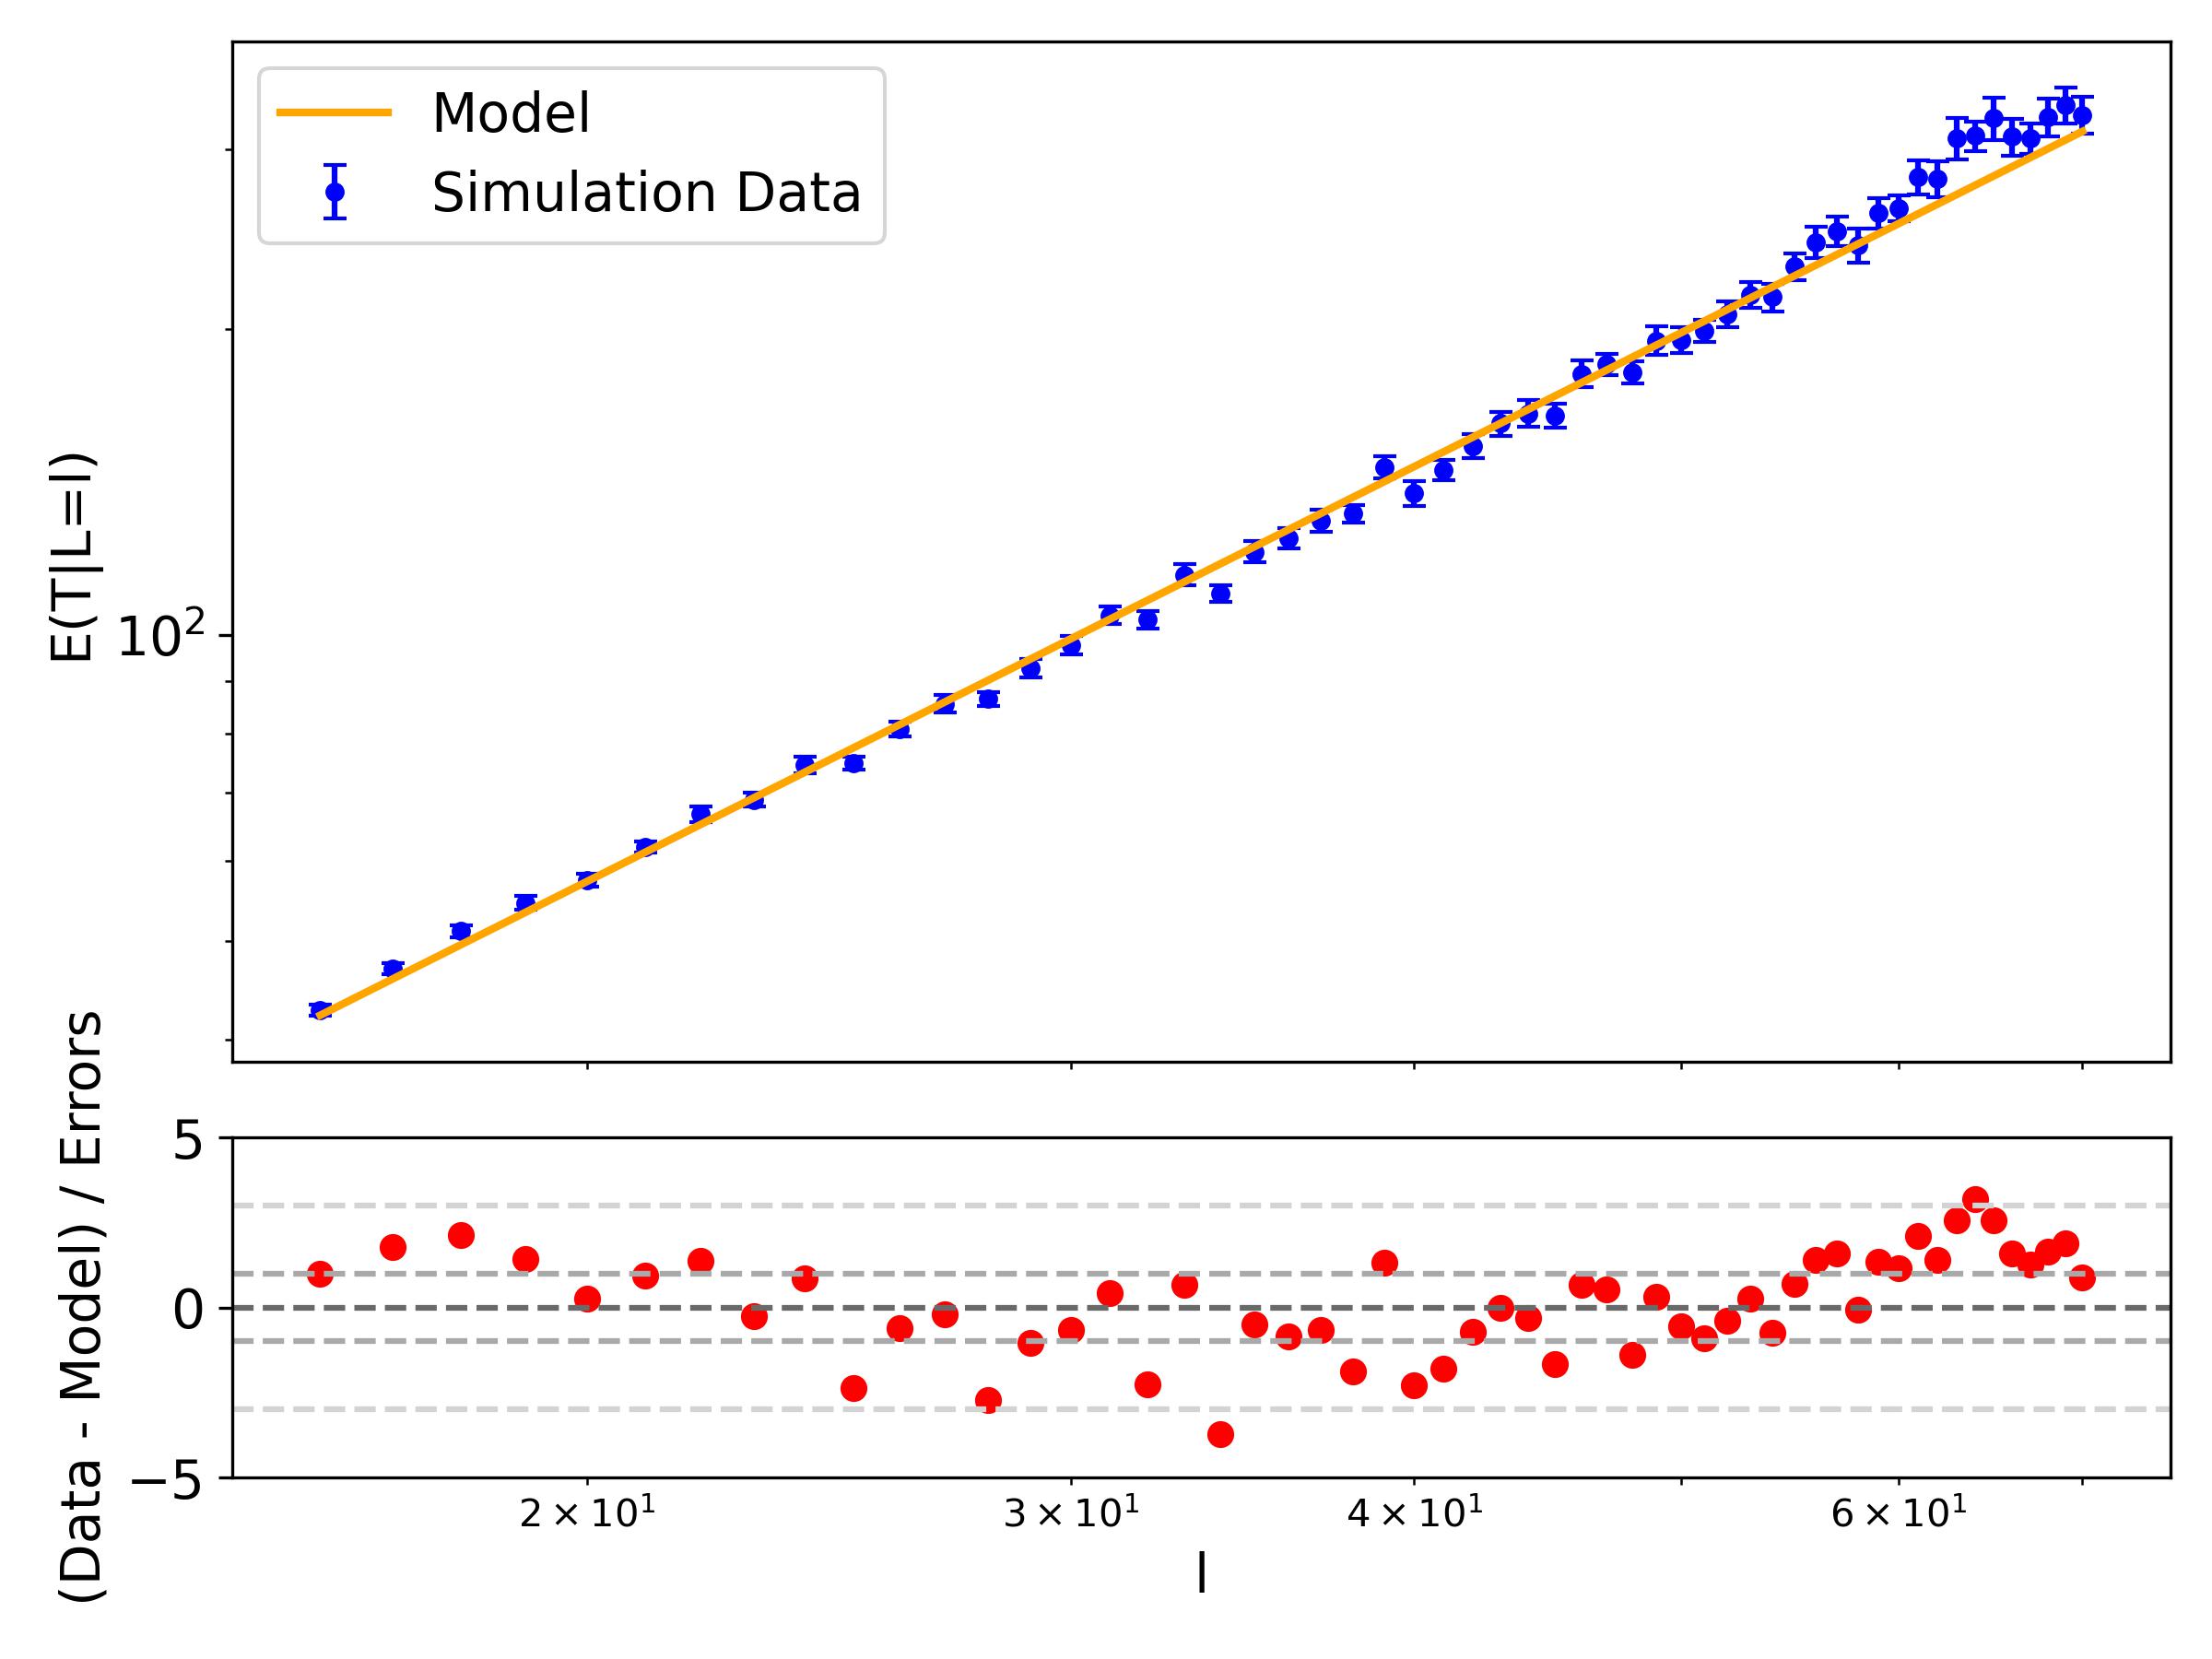 Model
Simulation Data
E(T|L=l)
10²
(Data - Model) / Errors
5
0
−5
2 × 10¹
3 × 10¹
4 × 10¹
6 × 10¹
l